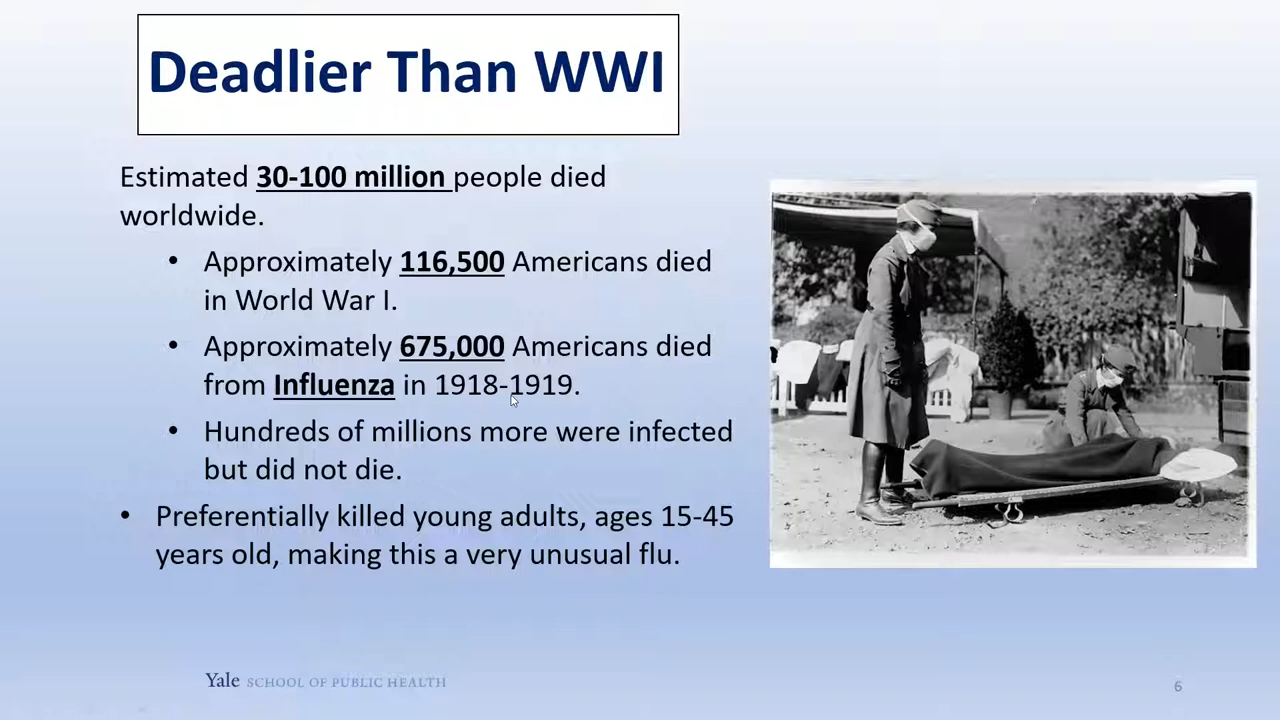 Deadlier Than WWI
Estimated 30-100 million people died
worldwide.
• Approximately 116,500 Americans died
in World War I.
• Approximately 675,000 Americans died
from Influenza in 1918-1919.
• Hundreds of millions more were infected
but did not die.
• Preferentially killed young adults, ages 15-45
years old, making this a very unusual flu.
Yale SCHOOL OF PUBLIC HEALTH
6